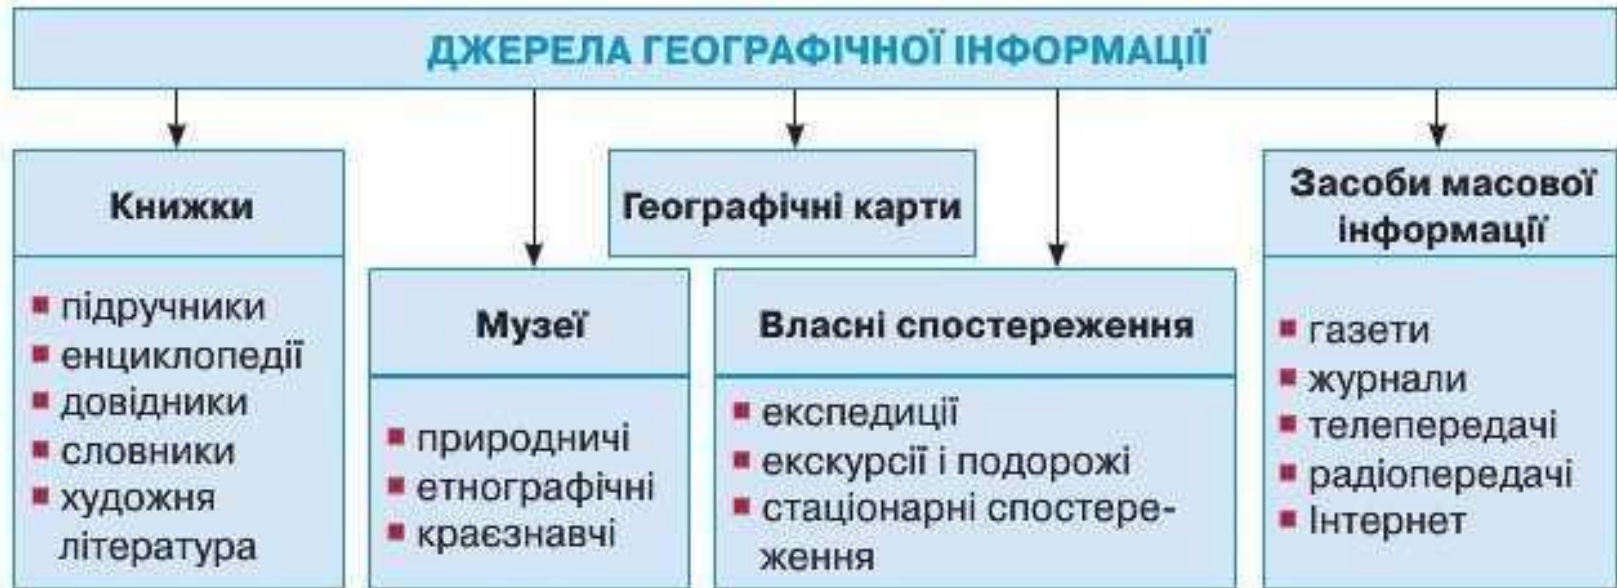 ДЖЕРЕЛА ГЕОГРАФІЧНОЇ ІНФОРМАЦІЇ
Книжки
підручники
енциклопедії
довідники
словники
художня
література
Музеї
природничі
етнографічні
краєзнавчі
Географічні карти
Власні спостереження
експедиції
екскурсії і подорожі
стаціонарні спостере-
ження
Засоби масової
інформації
газети
журнали
телепередачі
радіопередачі
Інтернет